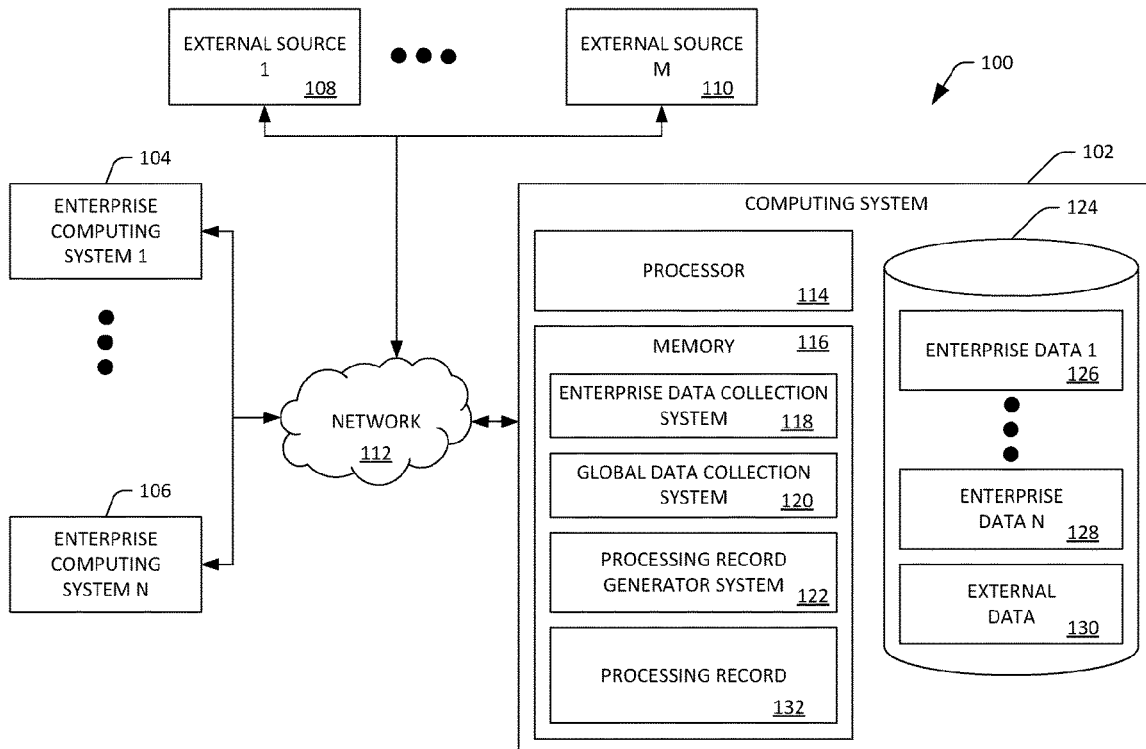 EXTERNAL SOURCE
1
108
EXTERNAL SOURCE
M
110
100
104
ENTERPRISE
COMPUTING
SYSTEM 1
102
COMPUTING SYSTEM
124
PROCESSOR
114
MEMORY 116
ENTERPRISE DATA COLLECTION
SYSTEM 118
GLOBAL DATA COLLECTION
SYSTEM 120
PROCESSING RECORD
GENERATOR SYSTEM 122
PROCESSING RECORD
132
ENTERPRISE DATA 1
126
ENTERPRISE
DATA N
128
EXTERNAL
DATA
130
NETWORK
112
106
ENTERPRISE
COMPUTING
SYSTEM N